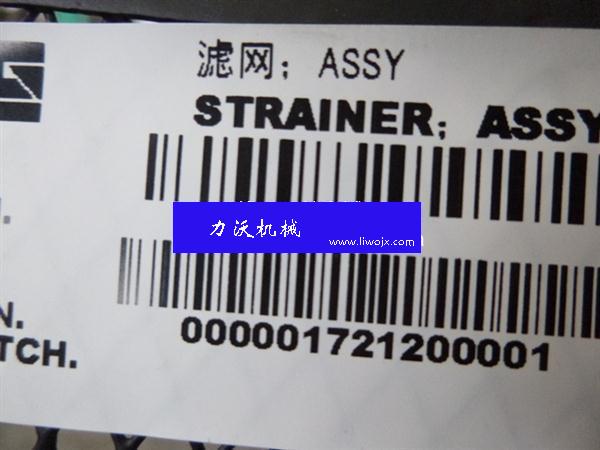 滤网；ASSY
STRAINER; ASSY
力沃机械
www.liwojx.com
N.
TCH.
000001721200001